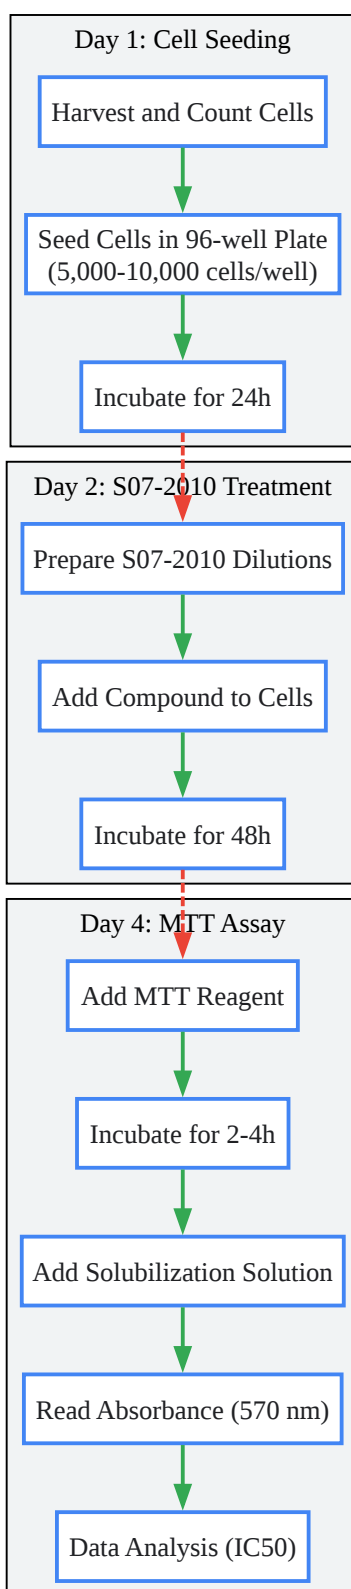 Day 1: Cell Seeding
Harvest and Count Cells
Seed Cells in 96-well Plate
(5,000-10,000 cells/well)
Incubate for 24h
Day 2: S07-2010 Treatment
Prepare S07-2010 Dilutions
Add Compound to Cells
Incubate for 48h
Day 4: MTT Assay
Add MTT Reagent
Incubate for 2-4h
Add Solubilization Solution
Read Absorbance (570 nm)
Data Analysis (IC50)